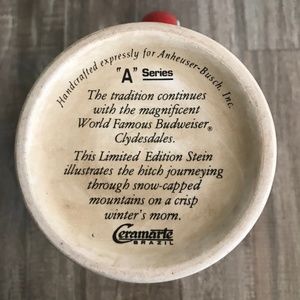 Handcrafted expressly for Anheuser-Busch, Inc.
"A" Series
The tradition continues
with the magnificent
World Famous Budweiser®
Clydesdales.
This Limited Edition Stein
illustrates the hitch journeying
through snow-capped
mountains on a crisp
winter's morn.
Ceramarte
BRAZIL